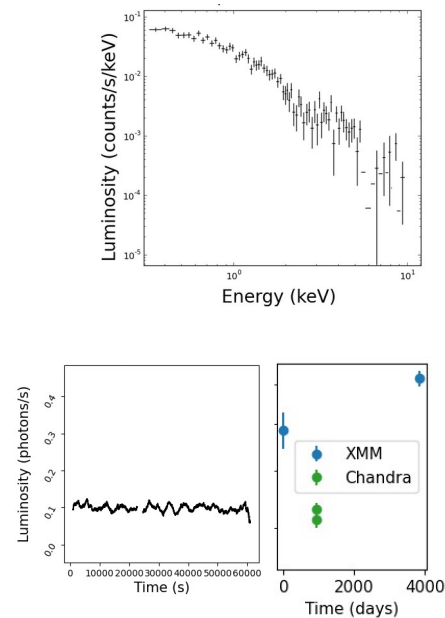 10⁻¹
10⁻²
10⁻³
10⁻⁴
10⁻⁵
Luminosity (counts/s/keV)
10⁰ 10¹
Energy (keV)
0.4
0.3
0.2
0.1
0.0
Luminosity (photons/s)
0 10000 20000 30000 40000 50000 60000
Time (s)
XMM
Chandra
0 2000 4000
Time (days)